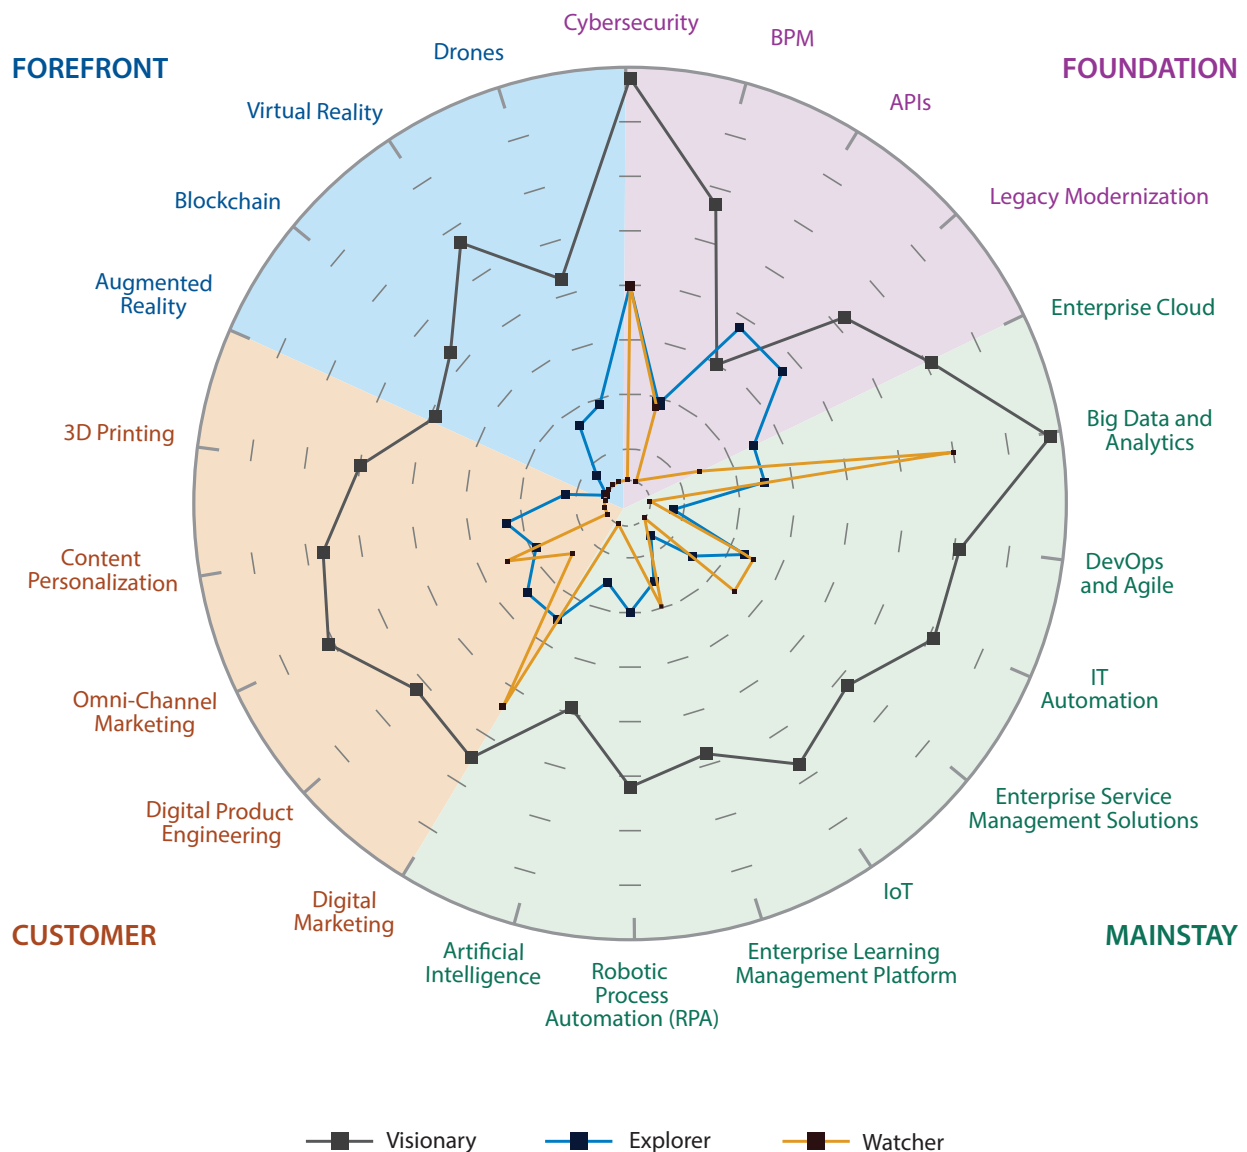 Cybersecurity
BPM
Drones
FOREFRONT
FOUNDATION
APIs
Virtual Reality
Legacy Modernization
Blockchain
Augmented
Reality
Enterprise Cloud
Big Data and
Analytics
3D Printing
Content
Personalization
DevOps
and Agile
IT
Automation
Omni-Channel
Marketing
Enterprise Service
Management Solutions
Digital Product
Engineering
IoT
Digital
Marketing
CUSTOMER
MAINSTAY
Artificial
Intelligence
Enterprise Learning
Management Platform
Robotic
Process
Automation (RPA)
Visionary
Explorer
Watcher